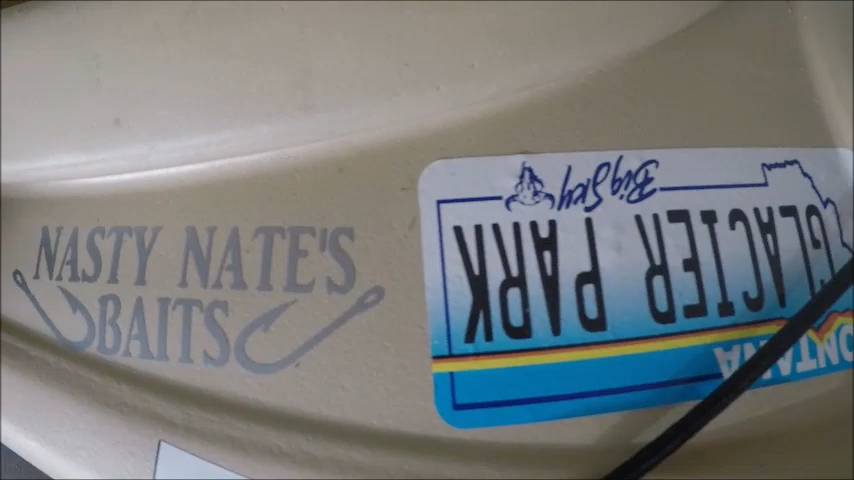 NASTY NATE'S
BAITS
Big Sky
GLACIER PARK
MONTANA